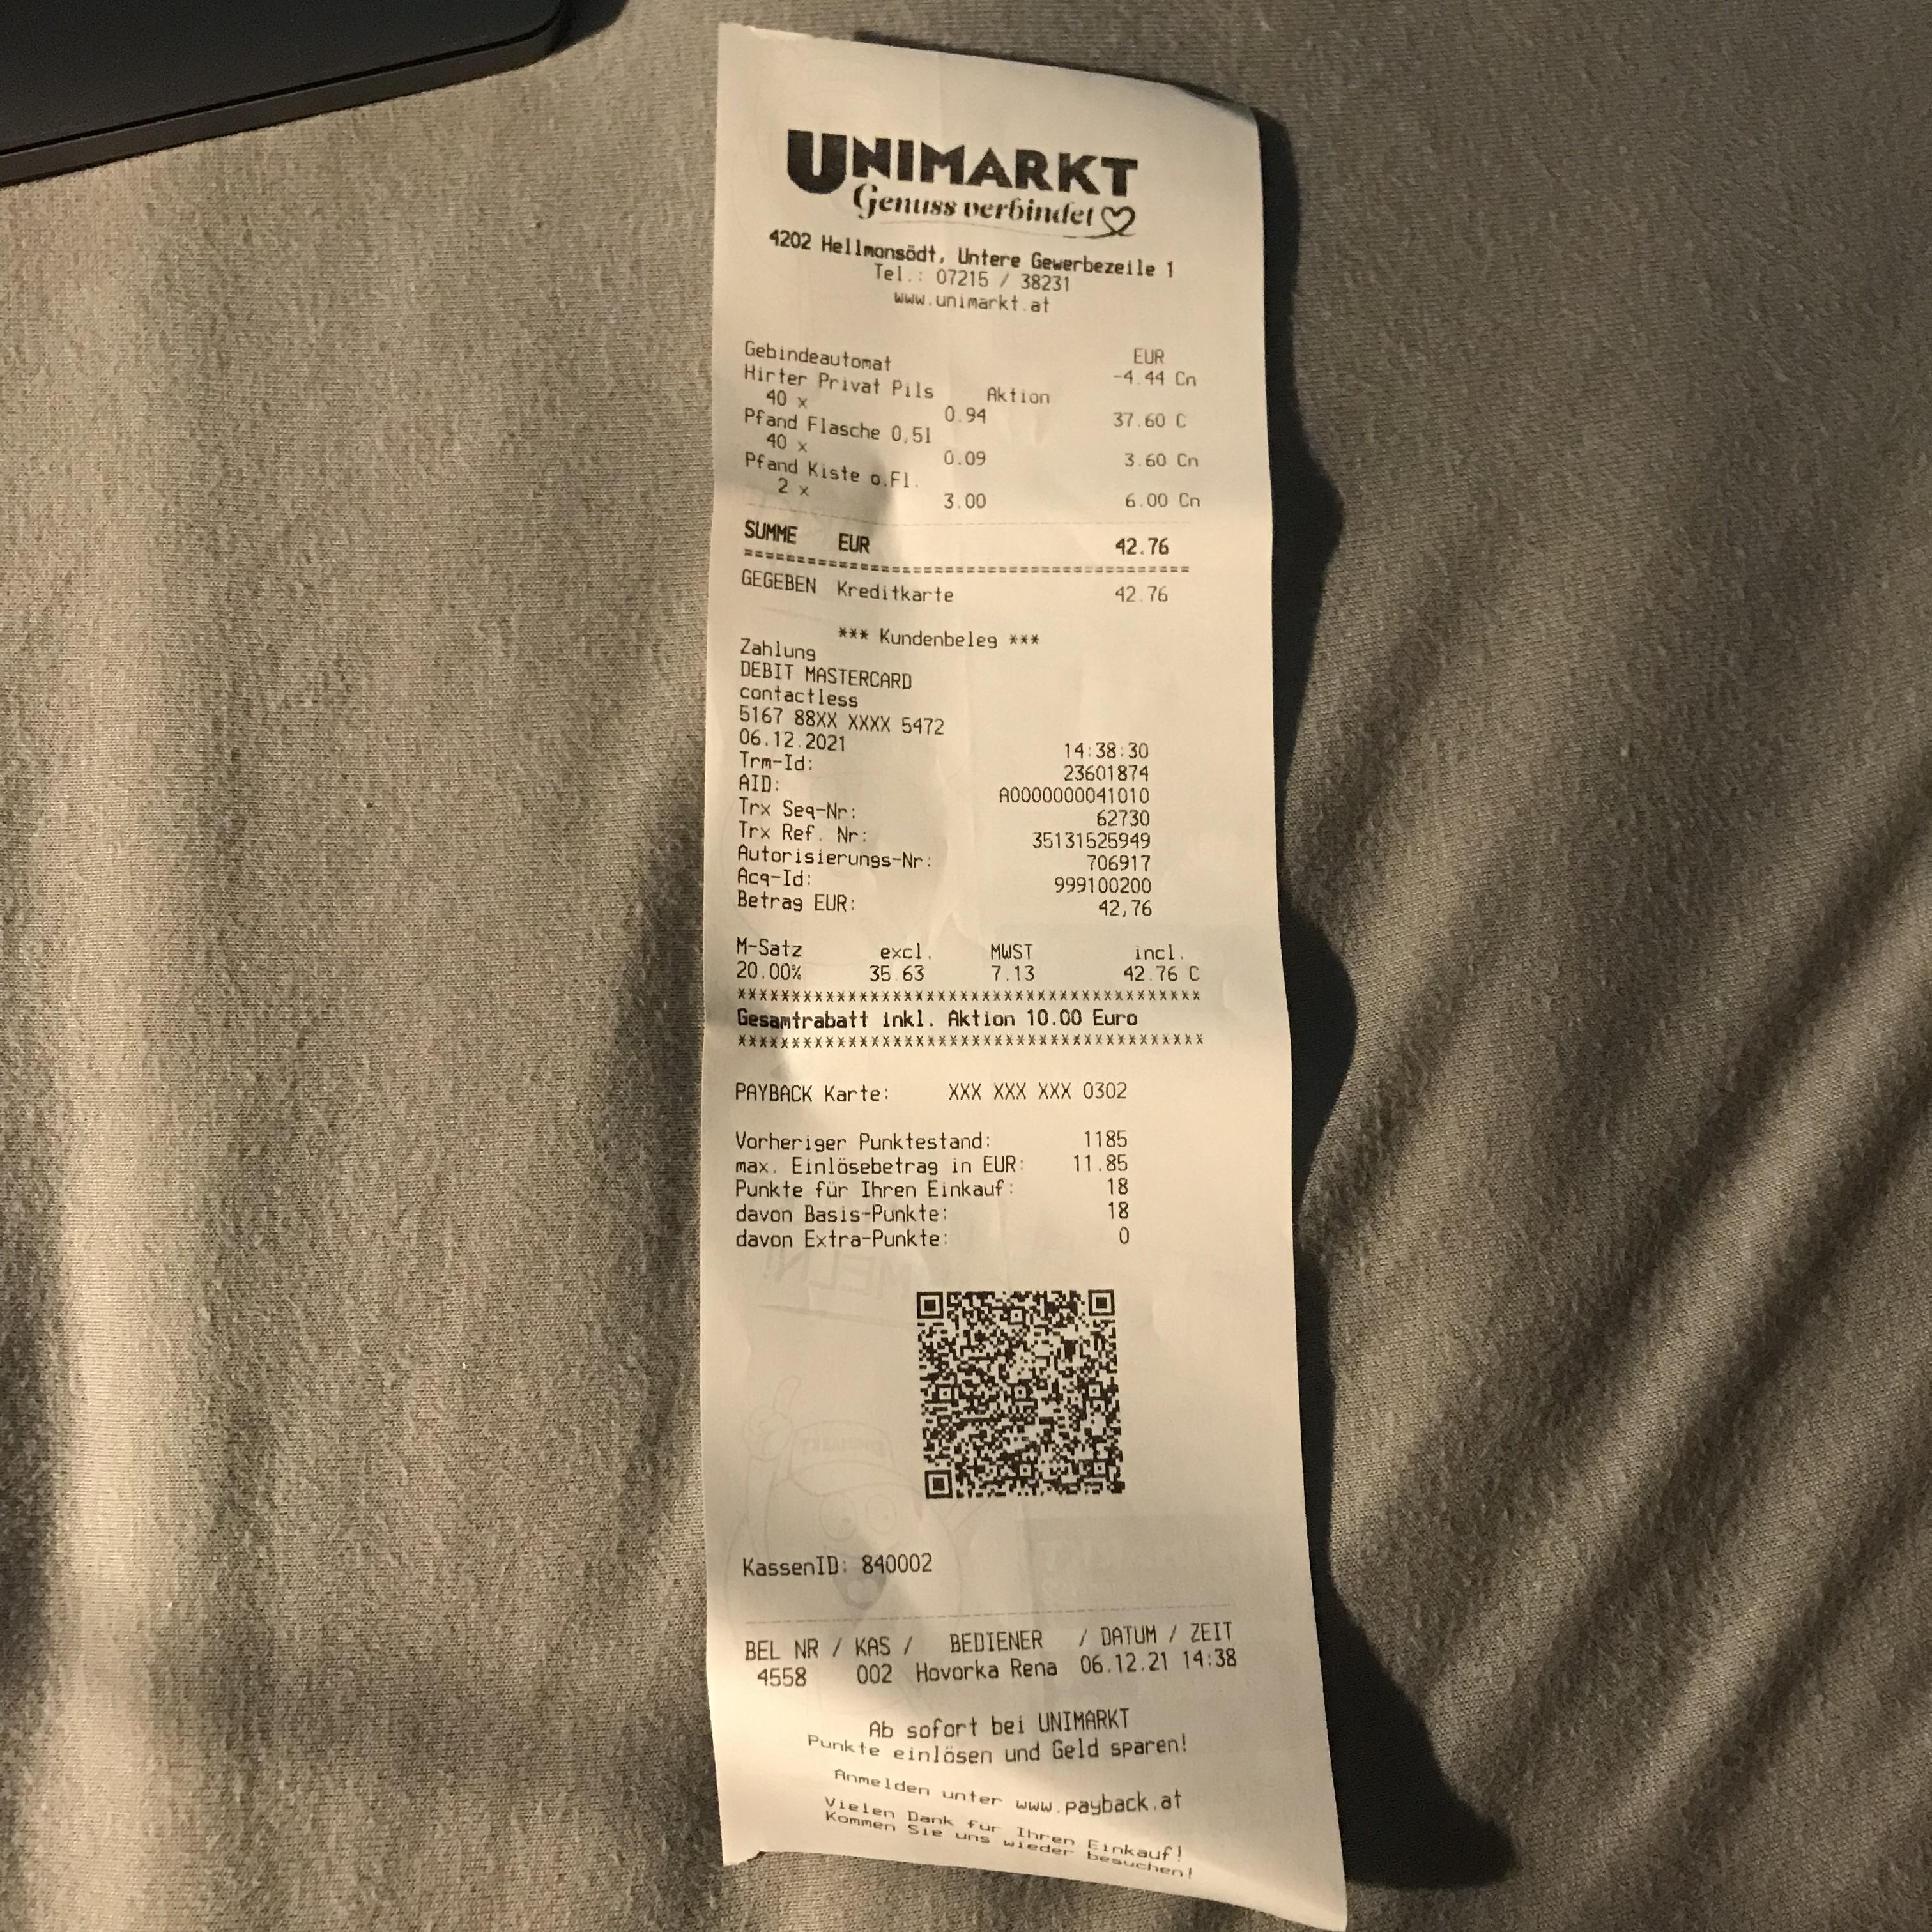 UNIMARKT
Genuss verbindet
4202 Hellmonsödt, Untere Gewerbezeile 1
Tel.: 07215 / 38231
www.unimarkt.at
EUR
Gebindeautomat -4.44 Cn
Hirter Privat Pils Aktion
40 x 0.94 37.60 C
Pfand Flasche 0,5l
40 x 0.09 3.60 Cn
Pfand Kiste o.Fl.
2 x 3.00 6.00 Cn
SUMME EUR 42.76
===========================================
GEGEBEN Kreditkarte 42.76
*** Kundenbeleg ***
Zahlung
DEBIT MASTERCARD
contactless
5167 88XX XXXX 5472
06.12.2021 14:38:30
Trm-Id: 23601874
AID: A0000000041010
Trx Seq-Nr: 62730
Trx Ref. Nr: 35131525949
Autorisierungs-Nr: 706917
Acq-Id: 999100200
Betrag EUR: 42,76
M-Satz excl. MWST incl.
20.00% 35.63 7.13 42.76 C
******************************************
Gesamtrabatt inkl. Aktion 10.00 Euro
******************************************
PAYBACK Karte: XXX XXX XXX 0302
Vorheriger Punktestand: 1185
max. Einlösebetrag in EUR: 11.85
Punkte für Ihren Einkauf: 18
davon Basis-Punkte: 18
davon Extra-Punkte: 0
KassenID: 840002
BEL NR / KAS / BEDIENER / DATUM / ZEIT
4558 002 Hovorka Rena 06.12.21 14:38
Ab sofort bei UNIMARKT
Punkte einlösen und Geld sparen!
Anmelden unter www.payback.at
Vielen Dank für Ihren Einkauf!
Kommen Sie uns wieder besuchen!